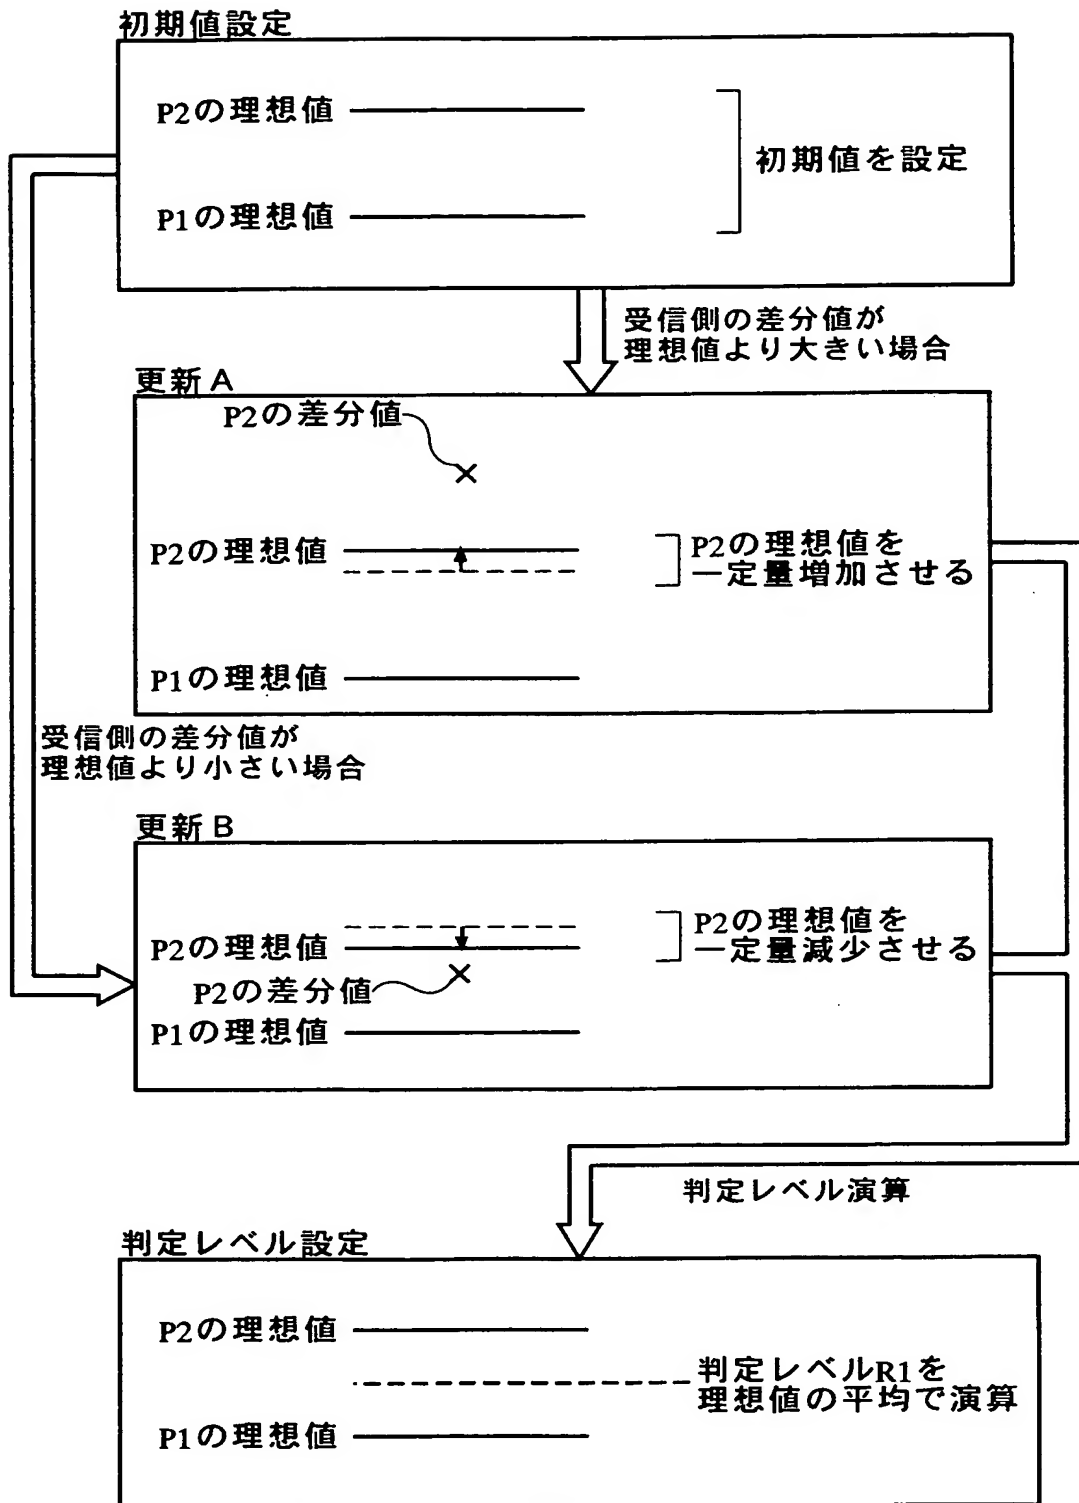 初期値設定
P2の理想値
初期値を設定
P1の理想値
受信側の差分値が
理想値より大きい場合
更新A
P2の差分値
P2の理想値
P2の理想値を
一定量増加させる
P1の理想値
受信側の差分値が
理想値より小さい場合
更新B
P2の理想値
P2の理想値を
一定量減少させる
P2の差分値
P1の理想値
判定レベル演算
判定レベル設定
P2の理想値
判定レベルR1を
理想値の平均で演算
P1の理想値